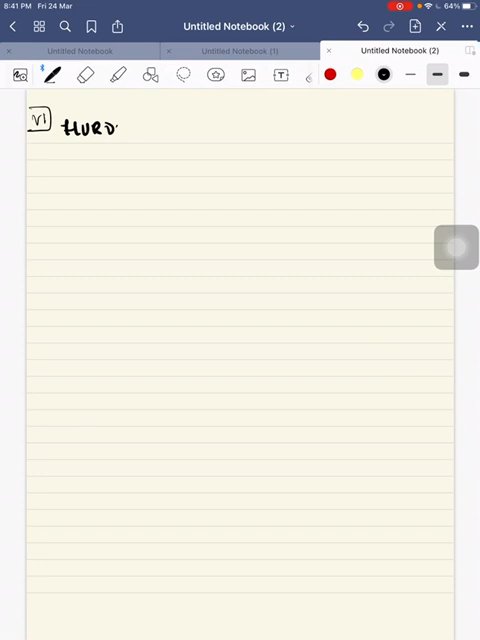 8:41 PM Fri 24 Mar 64%
Untitled Notebook (2)
Untitled Notebook Untitled Notebook (1) Untitled Notebook (2)
VI HURD